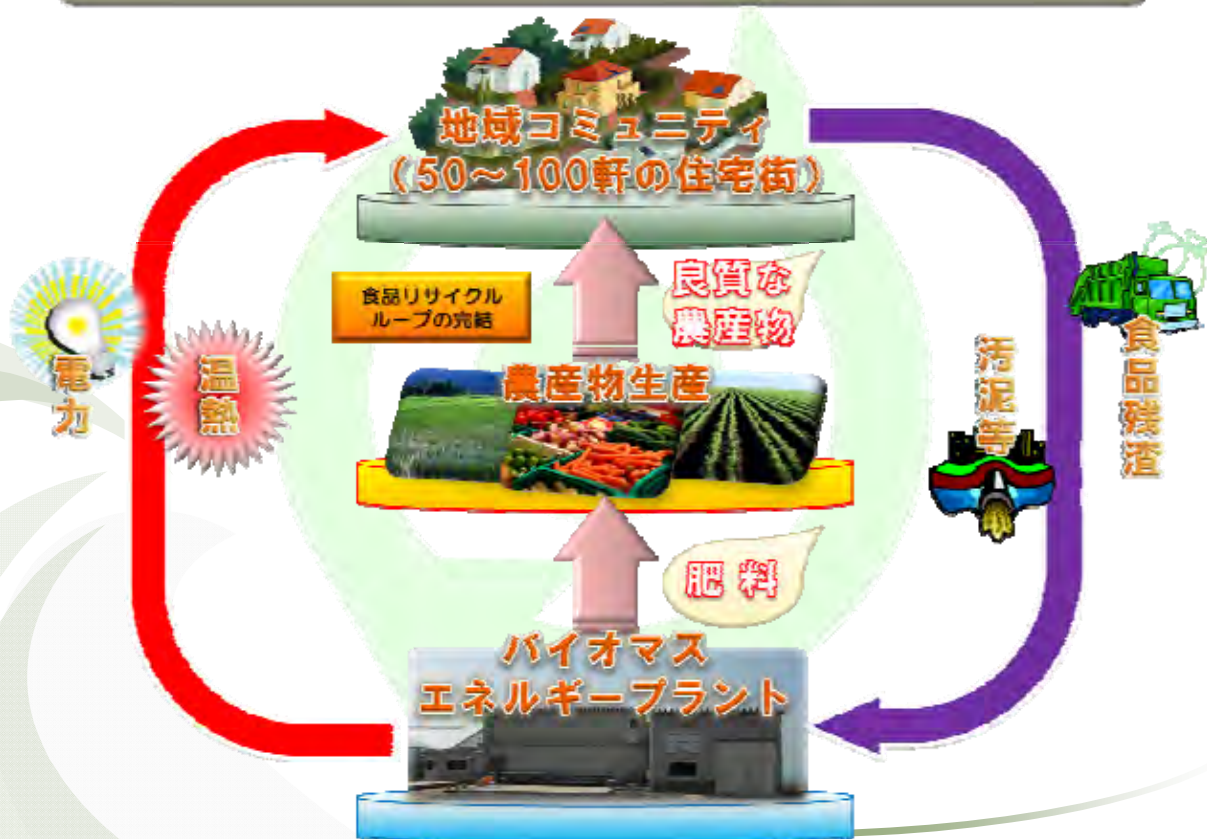 地域コミュニティ
（50～100軒の住宅街）
食品リサイクル
ループの完結
良質な
農産物
電力
温熱
農産物生産
汚泥等
食品残渣
肥料
バイオマス
エネルギープラント